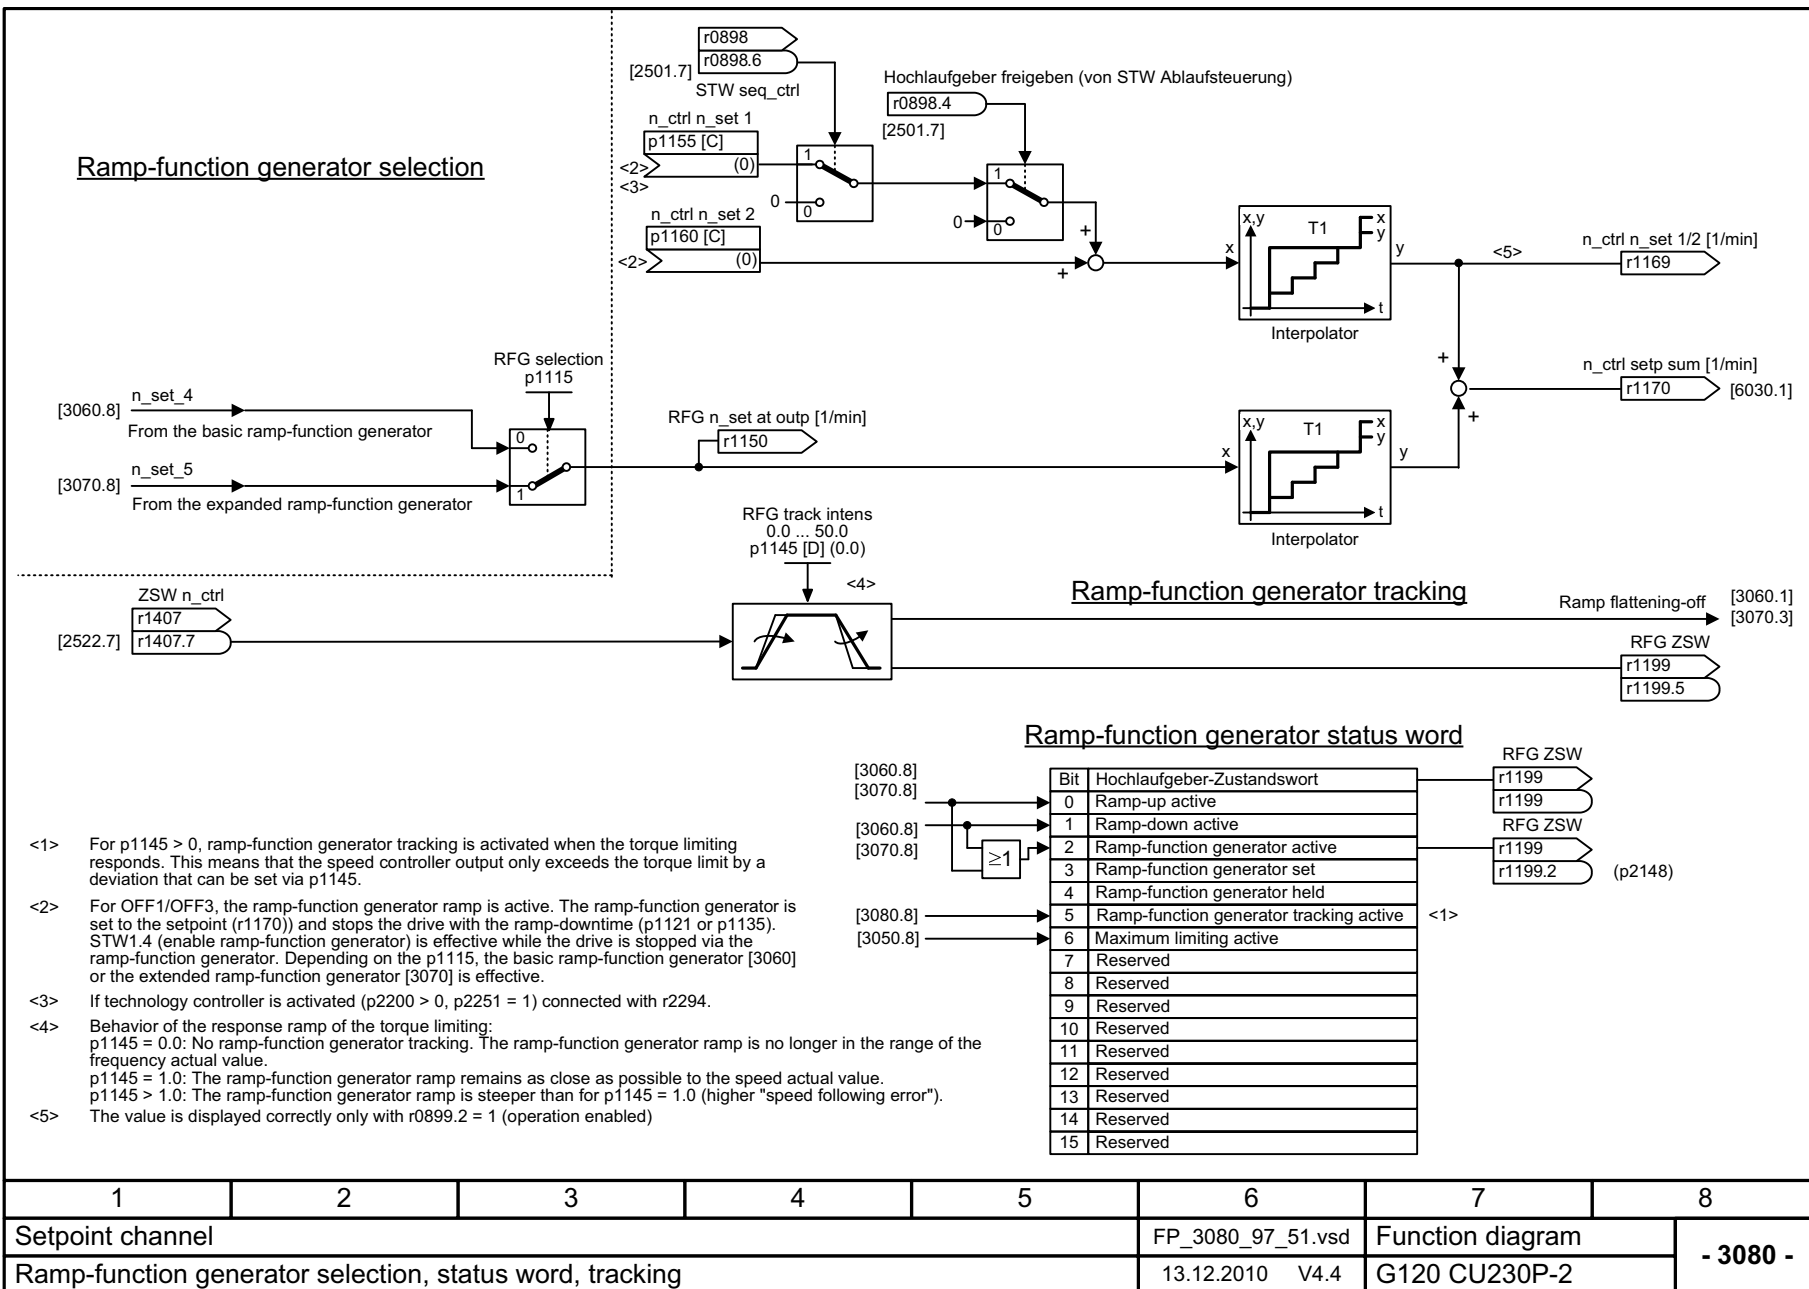 Ramp-function generator selection
r0898
r0898.6
[2501.7]
STW seq_ctrl
Hochlaufgeber freigeben (von STW Ablaufsteuerung)
r0898.4
[2501.7]
n_ctrl n_set 1
p1155 [C]
(0)
<2>
<3>
1
0
0
1
0
0
n_ctrl n_set 2
p1160 [C]
(0)
<2>
+
+
x
x,y
T1
x
y
t
Interpolator
y
<5>
n_ctrl n_set 1/2 [1/min]
r1169
+
n_ctrl setp sum [1/min]
r1170
[6030.1]
+
RFG selection
p1115
[3060.8]
n_set_4
From the basic ramp-function generator
0
[3070.8]
n_set_5
From the expanded ramp-function generator
1
RFG n_set at outp [1/min]
r1150
x
x,y
T1
x
y
t
Interpolator
y
RFG track intens
0.0 ... 50.0
p1145 [D] (0.0)
<4>
Ramp-function generator tracking
ZSW n_ctrl
r1407
r1407.7
[2522.7]
Ramp flattening-off
[3060.1]
[3070.3]
RFG ZSW
r1199
r1199.5
Ramp-function generator status word
[3060.8]
[3070.8]
[3060.8]
[3070.8]
≥1
[3080.8]
[3050.8]
Bit Hochlaufgeber-Zustandswort
0 Ramp-up active
1 Ramp-down active
2 Ramp-function generator active
3 Ramp-function generator set
4 Ramp-function generator held
5 Ramp-function generator tracking active
6 Maximum limiting active
7 Reserved
8 Reserved
9 Reserved
10 Reserved
11 Reserved
12 Reserved
13 Reserved
14 Reserved
15 Reserved
<1>
RFG ZSW
r1199
r1199
RFG ZSW
r1199
r1199.2
(p2148)
<1> For p1145 > 0, ramp-function generator tracking is activated when the torque limiting
responds. This means that the speed controller output only exceeds the torque limit by a
deviation that can be set via p1145.
<2> For OFF1/OFF3, the ramp-function generator ramp is active. The ramp-function generator is
set to the setpoint (r1170)) and stops the drive with the ramp-downtime (p1121 or p1135).
STW1.4 (enable ramp-function generator) is effective while the drive is stopped via the
ramp-function generator. Depending on the p1115, the basic ramp-function generator [3060]
or the extended ramp-function generator [3070] is effective.
<3> If technology controller is activated (p2200 > 0, p2251 = 1) connected with r2294.
<4> Behavior of the response ramp of the torque limiting:
p1145 = 0.0: No ramp-function generator tracking. The ramp-function generator ramp is no longer in the range of the
frequency actual value.
p1145 = 1.0: The ramp-function generator ramp remains as close as possible to the speed actual value.
p1145 > 1.0: The ramp-function generator ramp is steeper than for p1145 = 1.0 (higher "speed following error").
<5> The value is displayed correctly only with r0899.2 = 1 (operation enabled)
1 2 3 4 5 6 7 8
Setpoint channel
FP_3080_97_51.vsd
Function diagram
- 3080 -
Ramp-function generator selection, status word, tracking
13.12.2010 V4.4
G120 CU230P-2